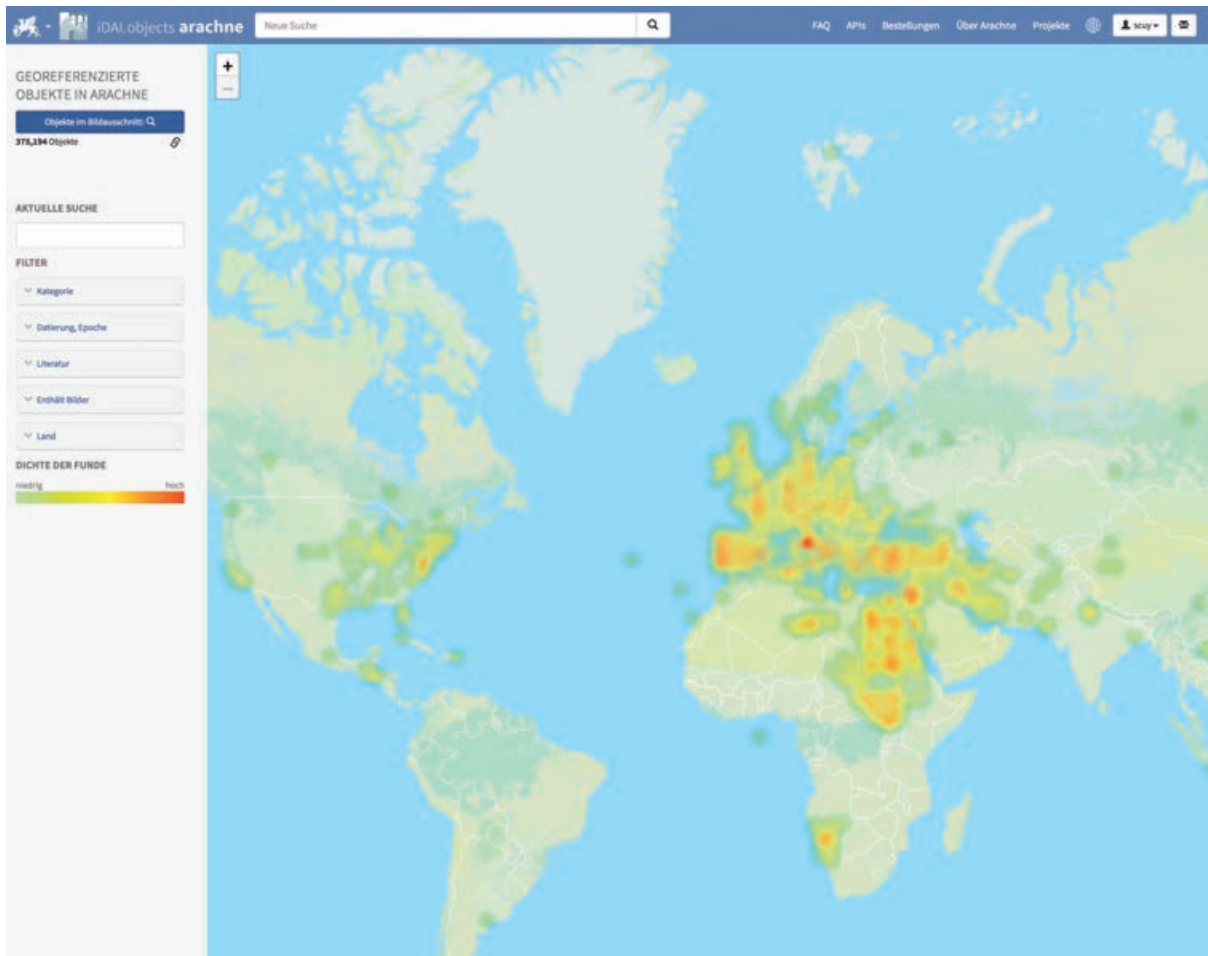 iDAI.objects arachne
Neue Suche
FAQ APIs Bestellungen Über Arachne Projekte scuy
GEOREFERENZIERTE
OBJEKTE IN ARACHNE
Objekte im Bildausschnitt
375,194 Objekte
AKTUELLE SUCHE
FILTER
Kategorie
Datierung, Epoche
Literatur
Enthält Bilder
Land
DICHTE DER FUNDE
niedrig hoch
+
−